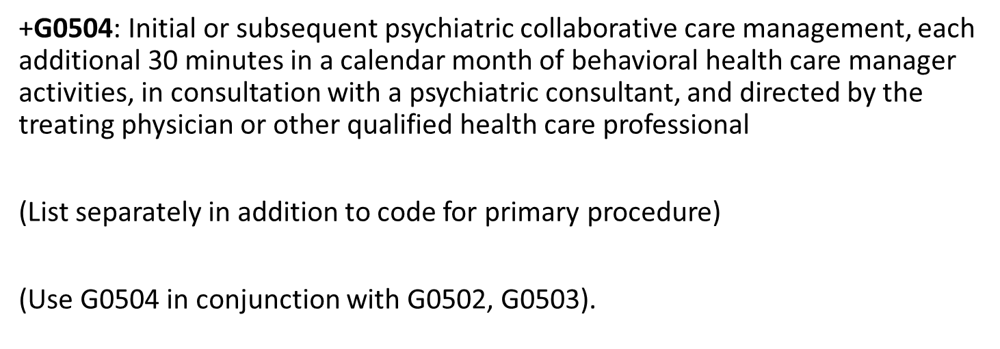 +G0504: Initial or subsequent psychiatric collaborative care management, each
additional 30 minutes in a calendar month of behavioral health care manager
activities, in consultation with a psychiatric consultant, and directed by the
treating physician or other qualified health care professional
(List separately in addition to code for primary procedure)
(Use G0504 in conjunction with G0502, G0503).